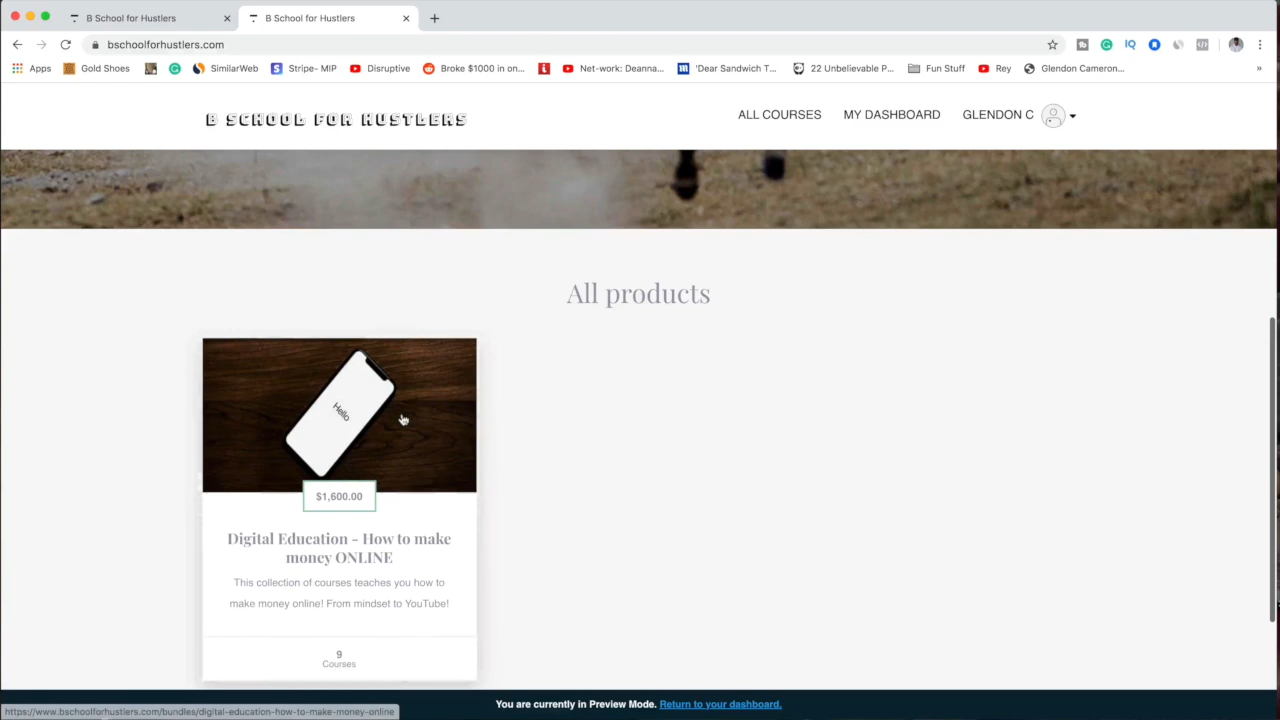 B School for Hustlers
B School for Hustlers
bschoolforhustlers.com
Apps
Gold Shoes
SimilarWeb
Stripe- MIP
Disruptive
Broke $1000 in on...
Net-work: Deanna...
'Dear Sandwich T...
22 Unbelievable P...
Fun Stuff
Rey
Glendon Cameron...
»
B SCHOOL FOR HUSTLERS
ALL COURSES
MY DASHBOARD
GLENDON C
All products
Hello
$1,600.00
Digital Education - How to make
money ONLINE
This collection of courses teaches you how to
make money online! From mindset to YouTube!
9
Courses
You are currently in Preview Mode. Return to your dashboard.
https://www.bschoolforhustlers.com/bundles/digital-education-how-to-make-money-online